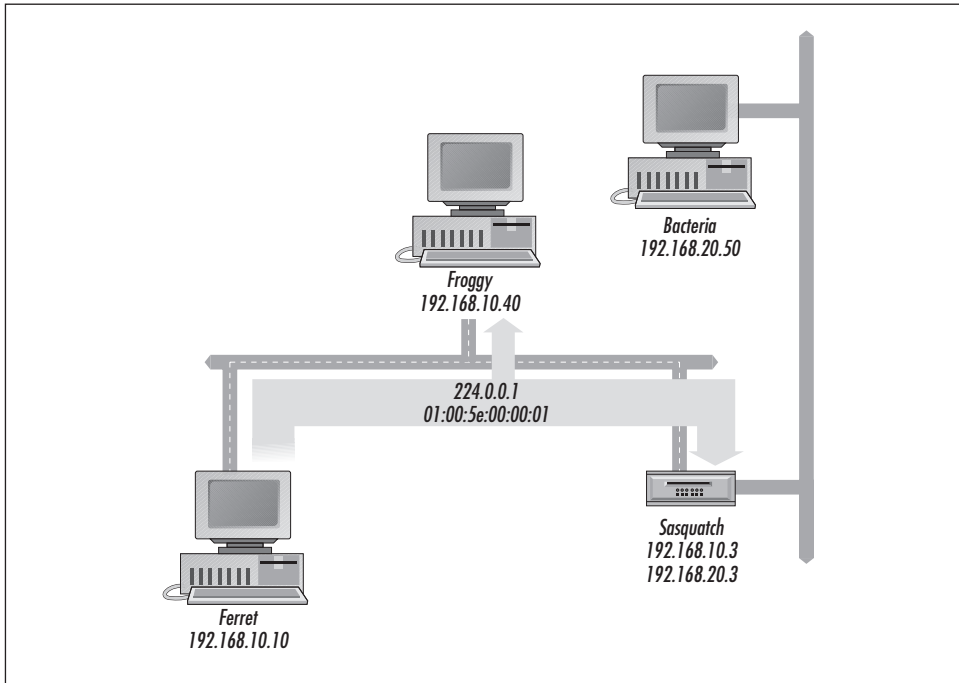 Bacteria
192.168.20.50
Froggy
192.168.10.40
224.0.0.1
01:00:5e:00:00:01
Sasquatch
192.168.10.3
192.168.20.3
Ferret
192.168.10.10